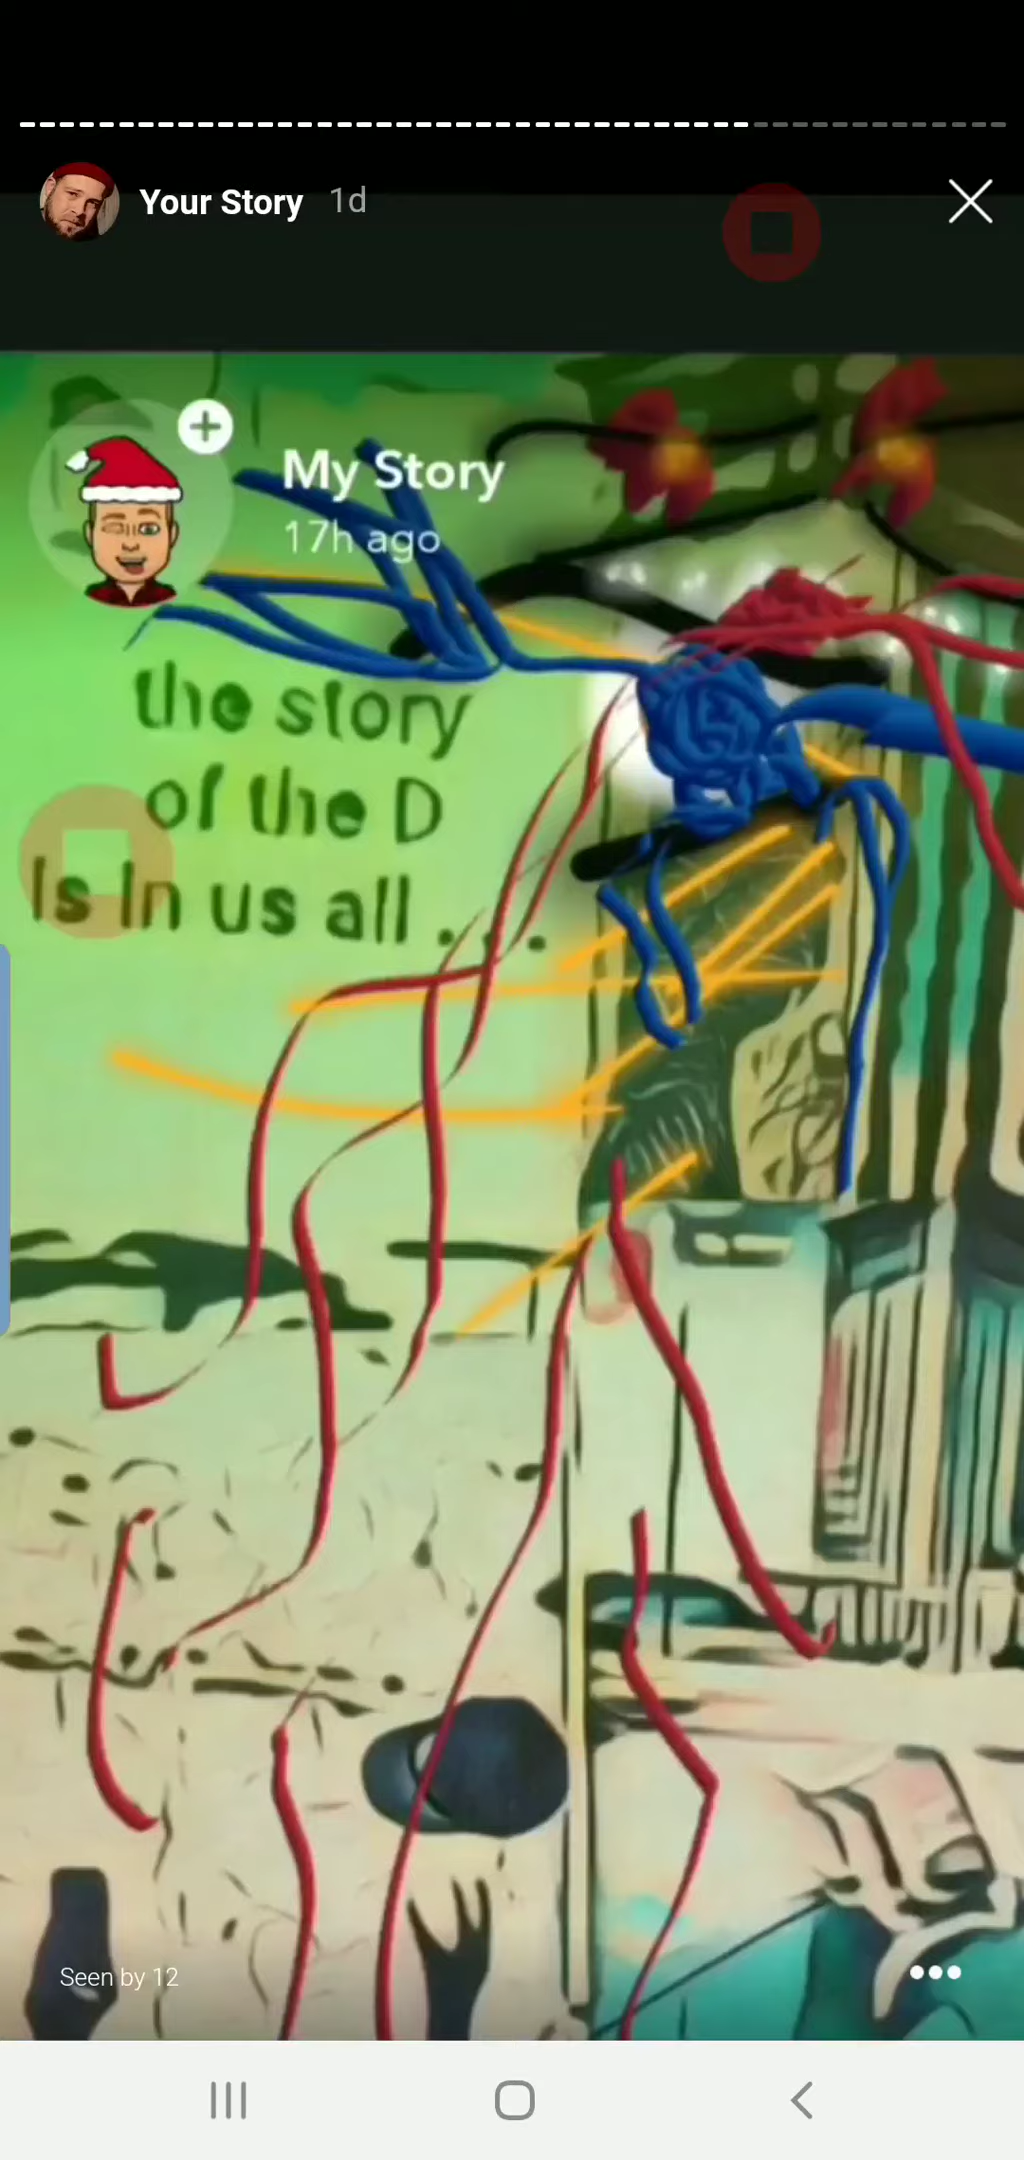 Your Story 1d
My Story
17h ago
the story
of the D
Is In us all . . .
Seen by 12